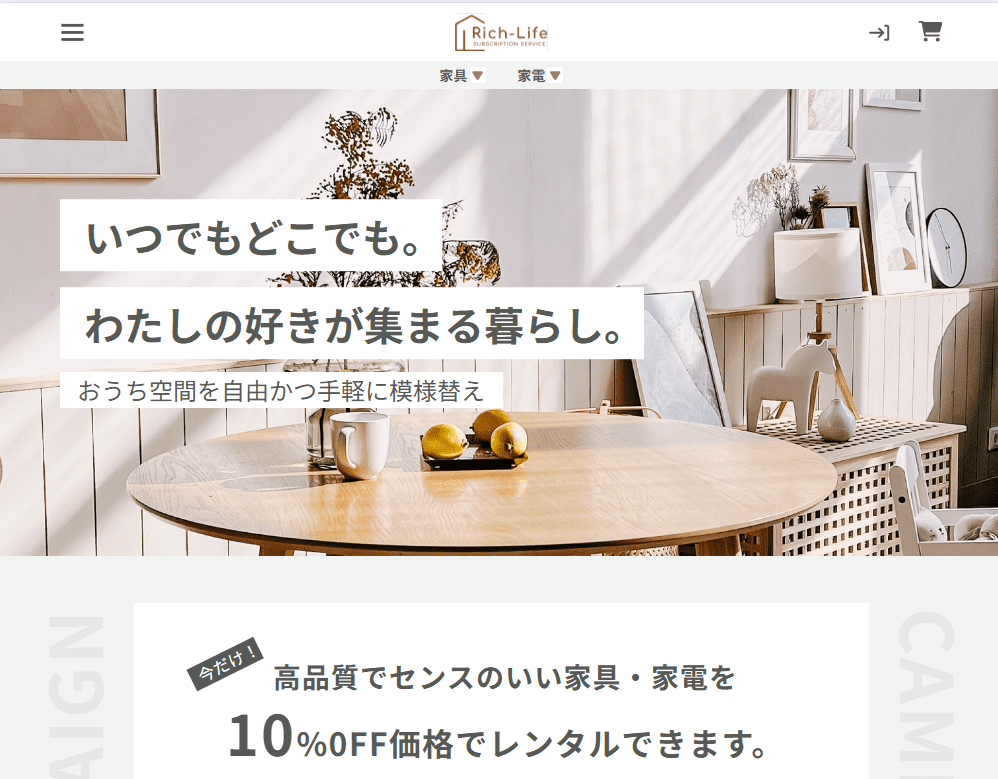 Rich-Life
SUBSCRIPTION SERVICE
家具▼ 家電▼
いつでもどこでも。
わたしの好きが集まる暮らし。
おうち空間を自由かつ手軽に模様替え
今だけ！
高品質でセンスのいい家具・家電を
10%0FF価格でレンタルできます。
AIGN
CAM